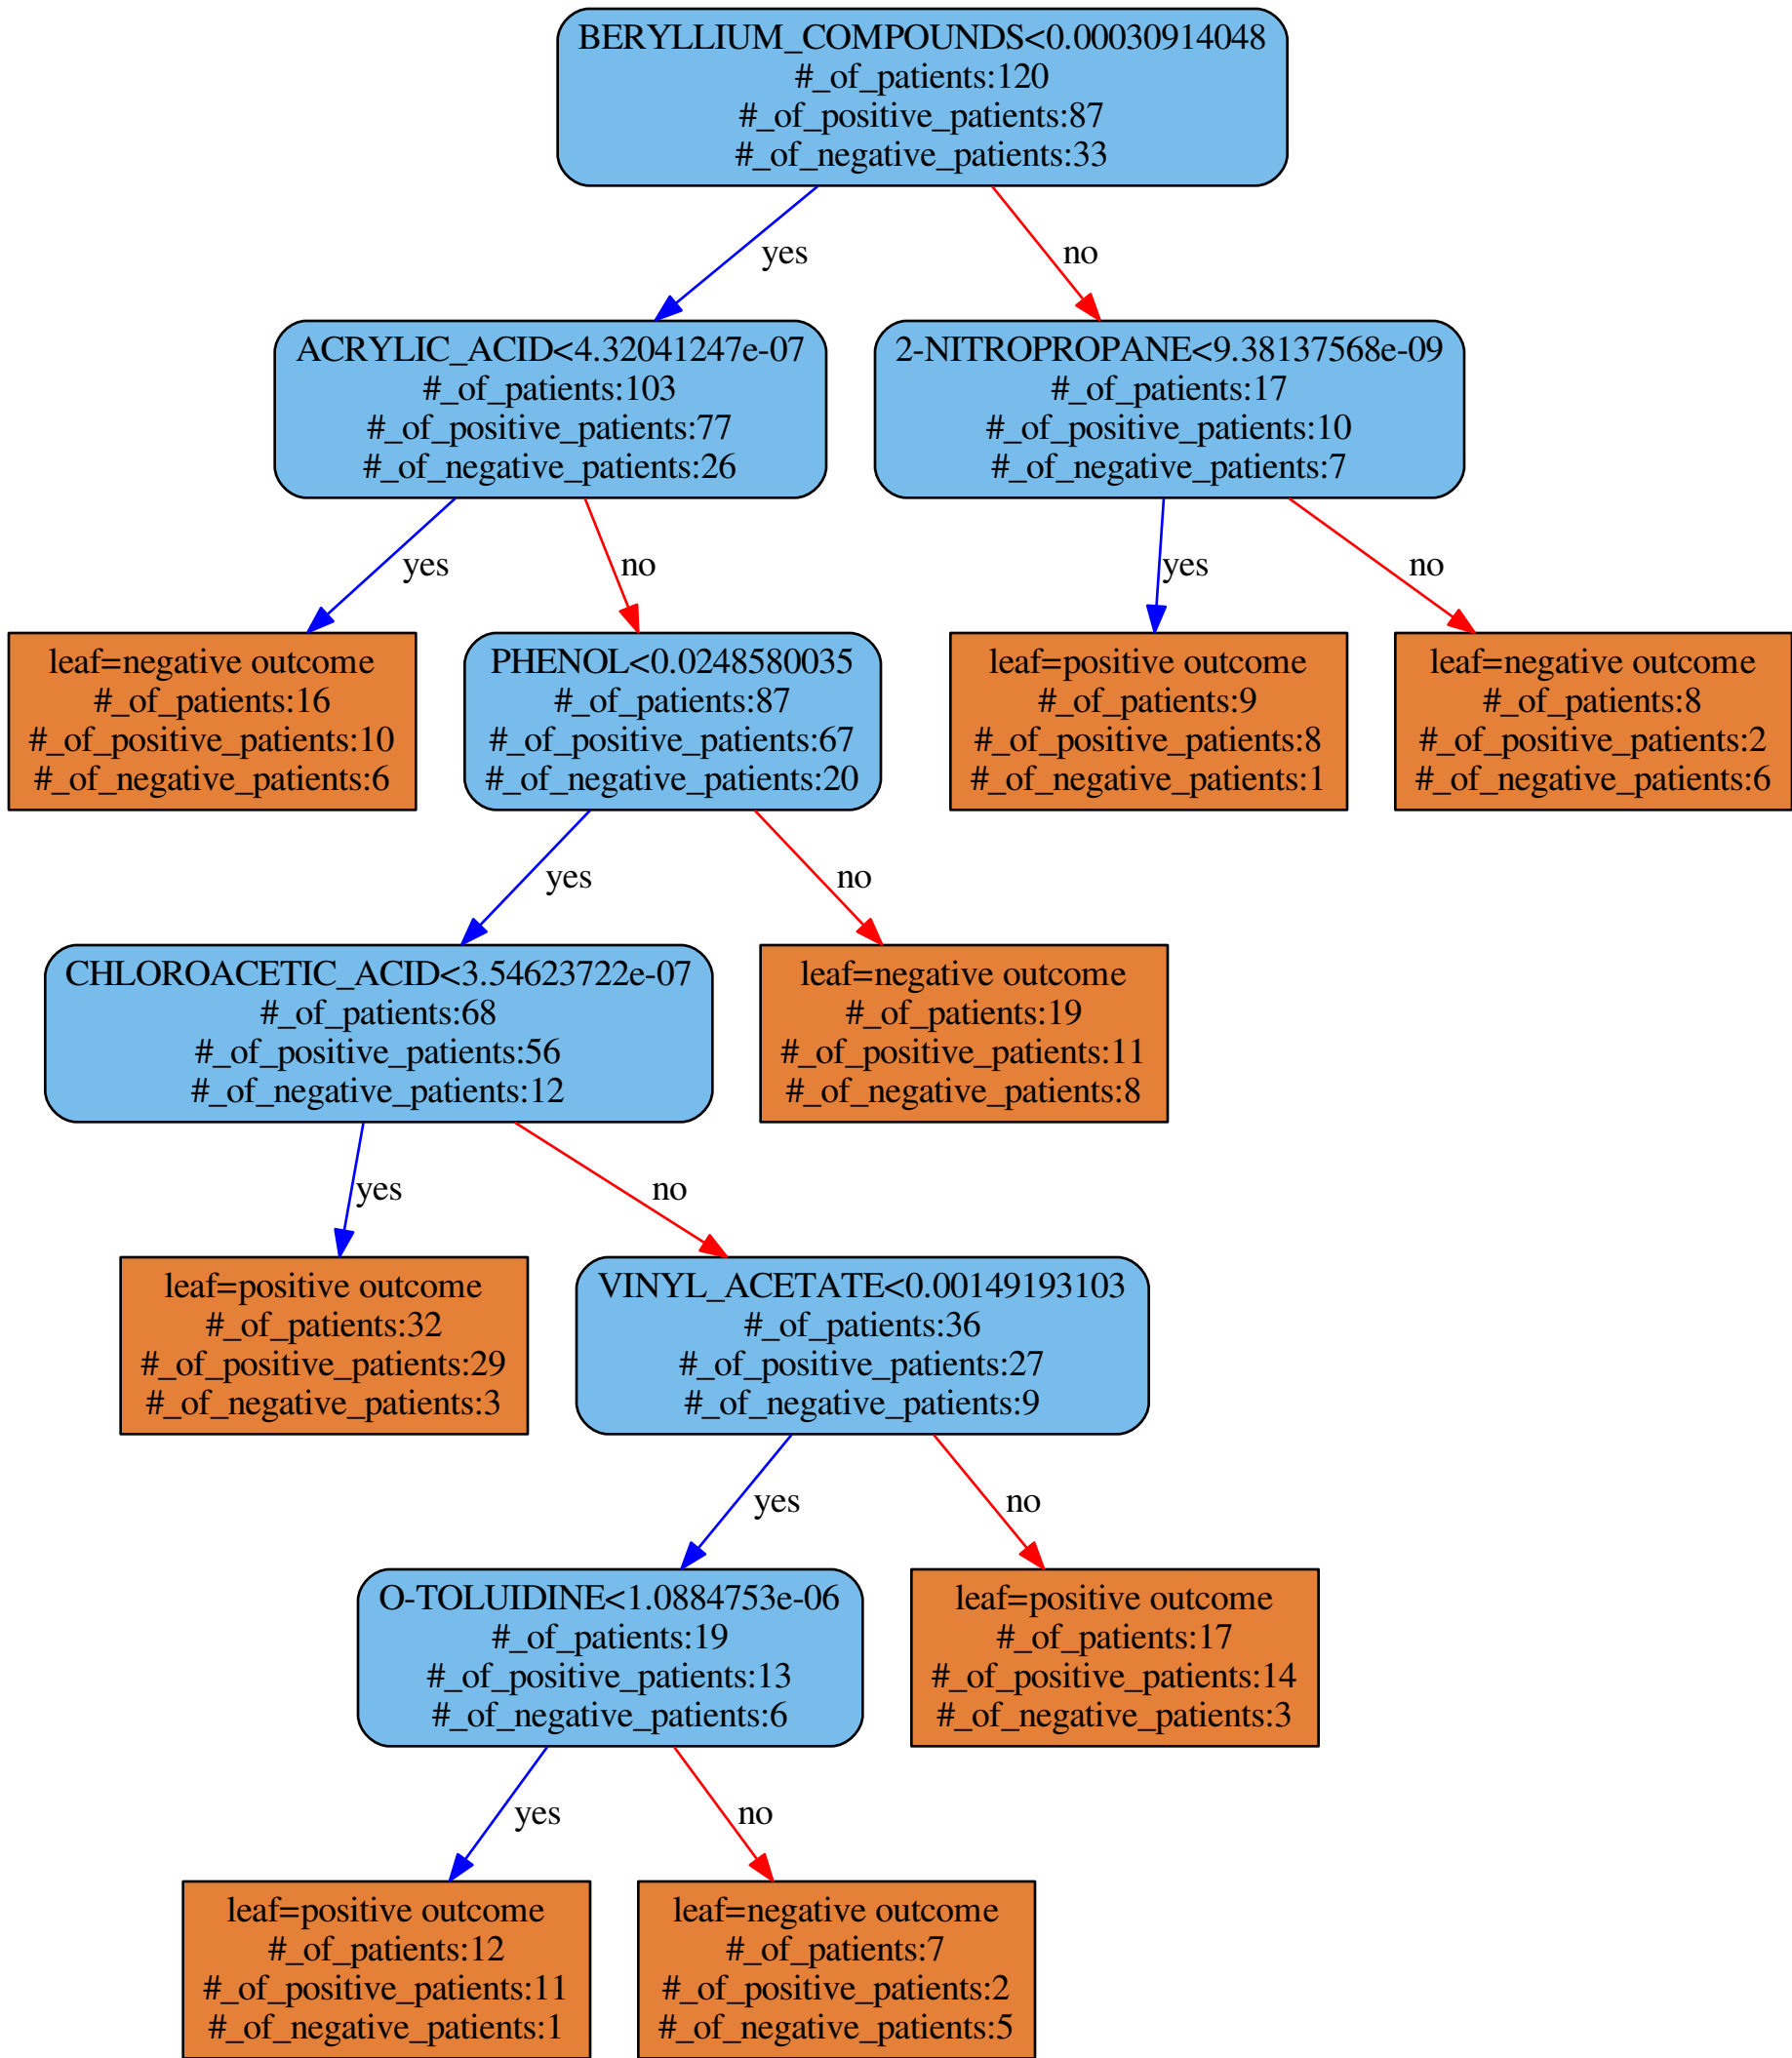 BERYLLIUM_COMPOUNDS<0.00030914048
#_of_patients:120
#_of_positive_patients:87
#_of_negative_patients:33
yes
no
ACRYLIC_ACID<4.32041247e-07
#_of_patients:103
#_of_positive_patients:77
#_of_negative_patients:26
2-NITROPROPANE<9.38137568e-09
#_of_patients:17
#_of_positive_patients:10
#_of_negative_patients:7
yes
no
yes
no
leaf=negative outcome
#_of_patients:16
#_of_positive_patients:10
#_of_negative_patients:6
PHENOL<0.0248580035
#_of_patients:87
#_of_positive_patients:67
#_of_negative_patients:20
leaf=positive outcome
#_of_patients:9
#_of_positive_patients:8
#_of_negative_patients:1
leaf=negative outcome
#_of_patients:8
#_of_positive_patients:2
#_of_negative_patients:6
yes
no
CHLOROACETIC_ACID<3.54623722e-07
#_of_patients:68
#_of_positive_patients:56
#_of_negative_patients:12
leaf=negative outcome
#_of_patients:19
#_of_positive_patients:11
#_of_negative_patients:8
yes
no
leaf=positive outcome
#_of_patients:32
#_of_positive_patients:29
#_of_negative_patients:3
VINYL_ACETATE<0.00149193103
#_of_patients:36
#_of_positive_patients:27
#_of_negative_patients:9
yes
no
O-TOLUIDINE<1.0884753e-06
#_of_patients:19
#_of_positive_patients:13
#_of_negative_patients:6
leaf=positive outcome
#_of_patients:17
#_of_positive_patients:14
#_of_negative_patients:3
yes
no
leaf=positive outcome
#_of_patients:12
#_of_positive_patients:11
#_of_negative_patients:1
leaf=negative outcome
#_of_patients:7
#_of_positive_patients:2
#_of_negative_patients:5